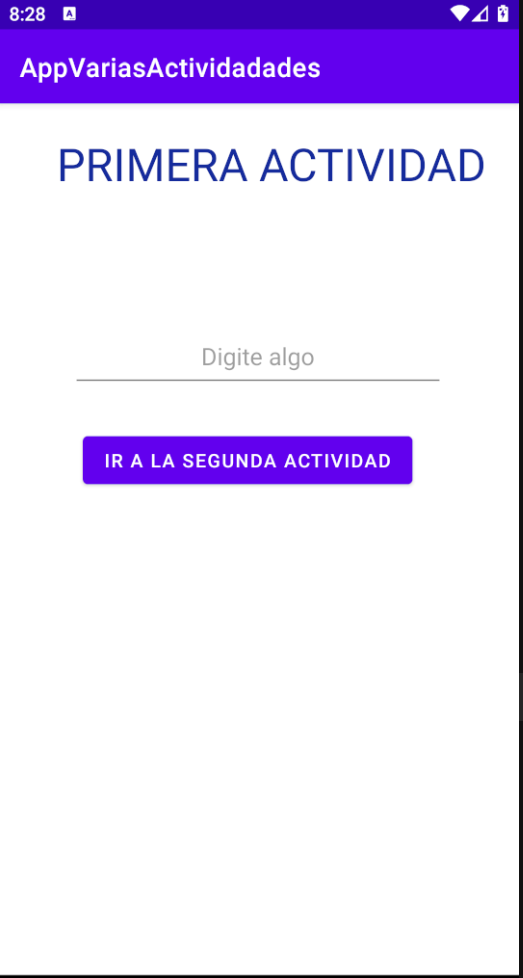 8:28
AppVariasActividadades
PRIMERA ACTIVIDAD
Digite algo
IR A LA SEGUNDA ACTIVIDAD